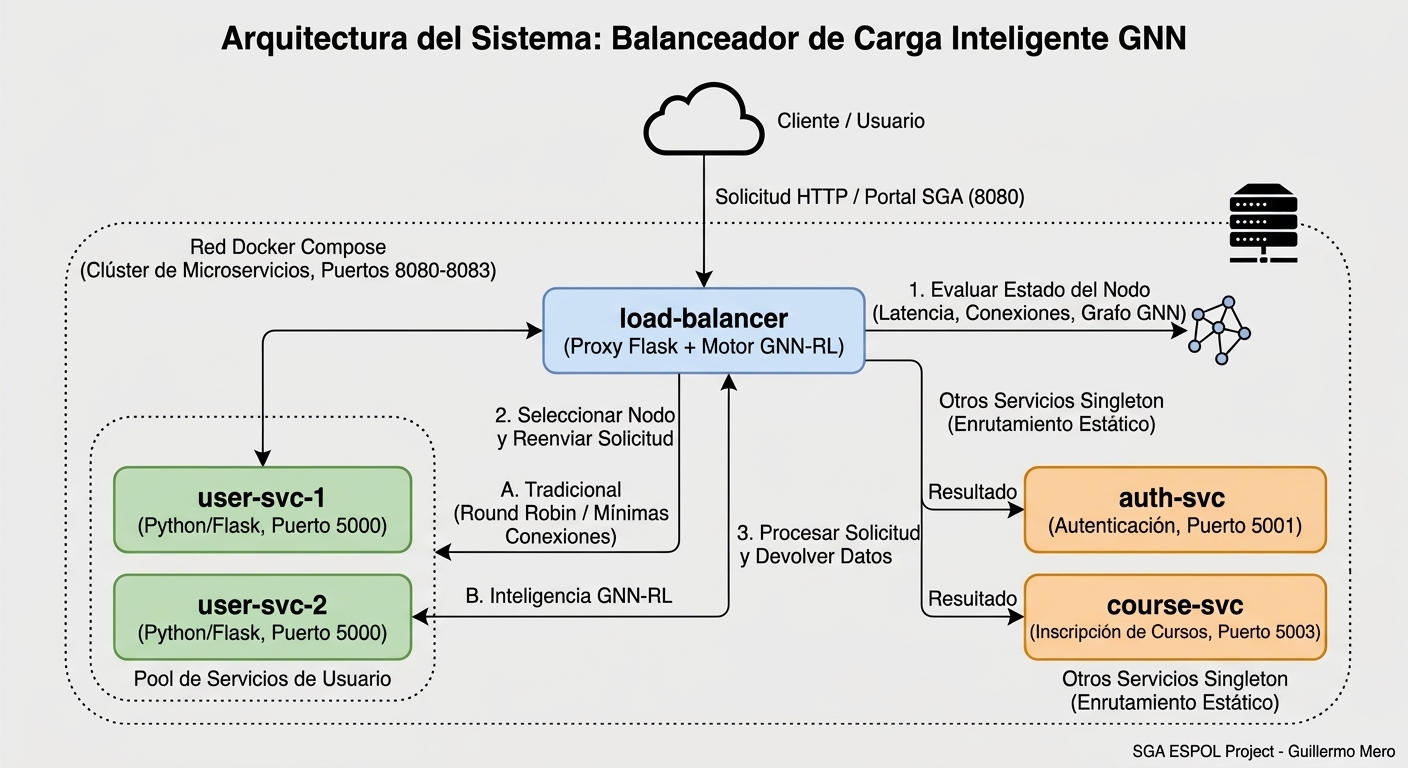 Arquitectura del Sistema: Balanceador de Carga Inteligente GNN
Cliente / Usuario
Solicitud HTTP / Portal SGA (8080)
Red Docker Compose
(Clúster de Microservicios, Puertos 8080-8083)
load-balancer
(Proxy Flask + Motor GNN-RL)
1. Evaluar Estado del Nodo
(Latencia, Conexiones, Grafo GNN)
2. Seleccionar Nodo
y Reenviar Solicitud
A. Tradicional
(Round Robin / Mínimas
Conexiones)
B. Inteligencia GNN-RL
3. Procesar Solicitud
y Devolver Datos
Otros Servicios Singleton
(Enrutamiento Estático)
user-svc-1
(Python/Flask, Puerto 5000)
user-svc-2
(Python/Flask, Puerto 5000)
Pool de Servicios de Usuario
Resultado
auth-svc
(Autenticación, Puerto 5001)
Resultado
course-svc
(Inscripción de Cursos, Puerto 5003)
Otros Servicios Singleton
(Enrutamiento Estático)
SGA ESPOL Project - Guillermo Mero